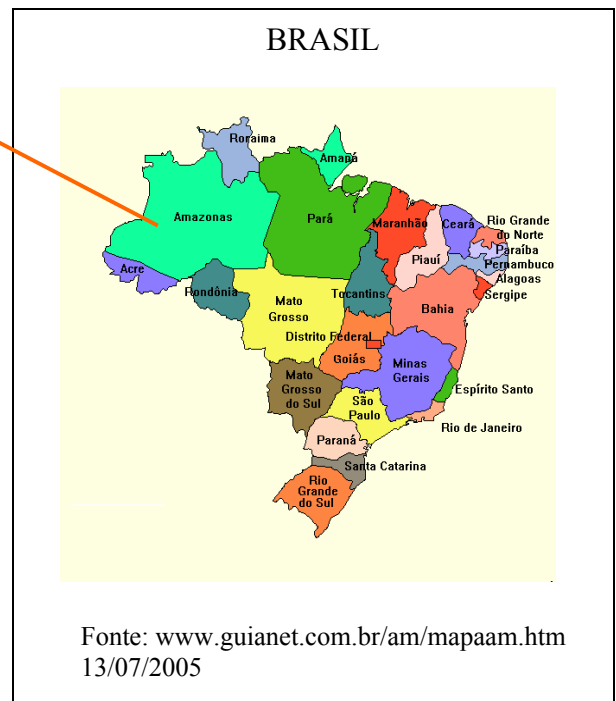 BRASIL
Roraima
Amapá
Amazonas
Pará
Maranhão
Ceará
Rio Grande
do Norte
Paraíba
Piauí
Pernambuco
Acre
Alagoas
Rondônia
Tocantins
Sergipe
Mato
Grosso
Bahia
Distrito Federal
Goiás
Minas
Gerais
Mato
Grosso
do Sul
Espírito Santo
São
Paulo
Rio de Janeiro
Paraná
Santa Catarina
Rio
Grande
do Sul
Fonte: www.guianet.com.br/am/mapaam.htm
13/07/2005